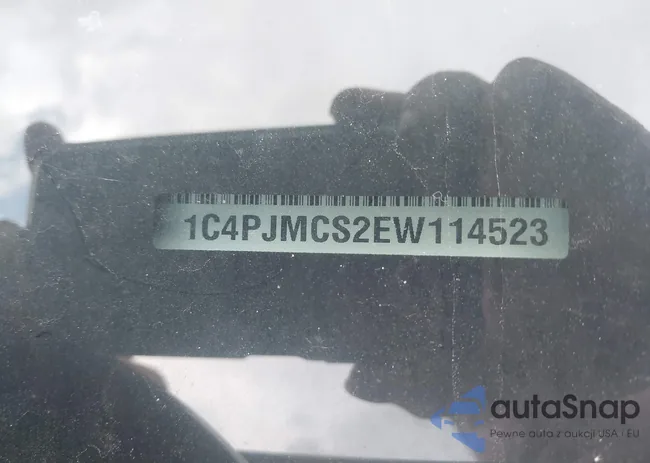 1C4PJMCS2EW114523
autaSnap
Pewne auta z aukcji USA i EU